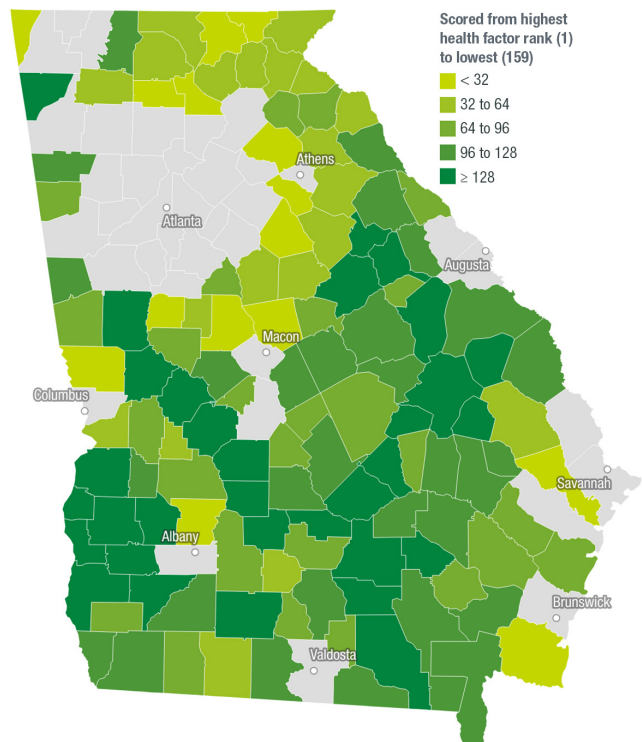 Scored from highest
health factor rank (1)
to lowest (159)
< 32
32 to 64
64 to 96
96 to 128
≥ 128
Athens
Atlanta
Augusta
Macon
Columbus
Savannah
Albany
Brunswick
Valdosta